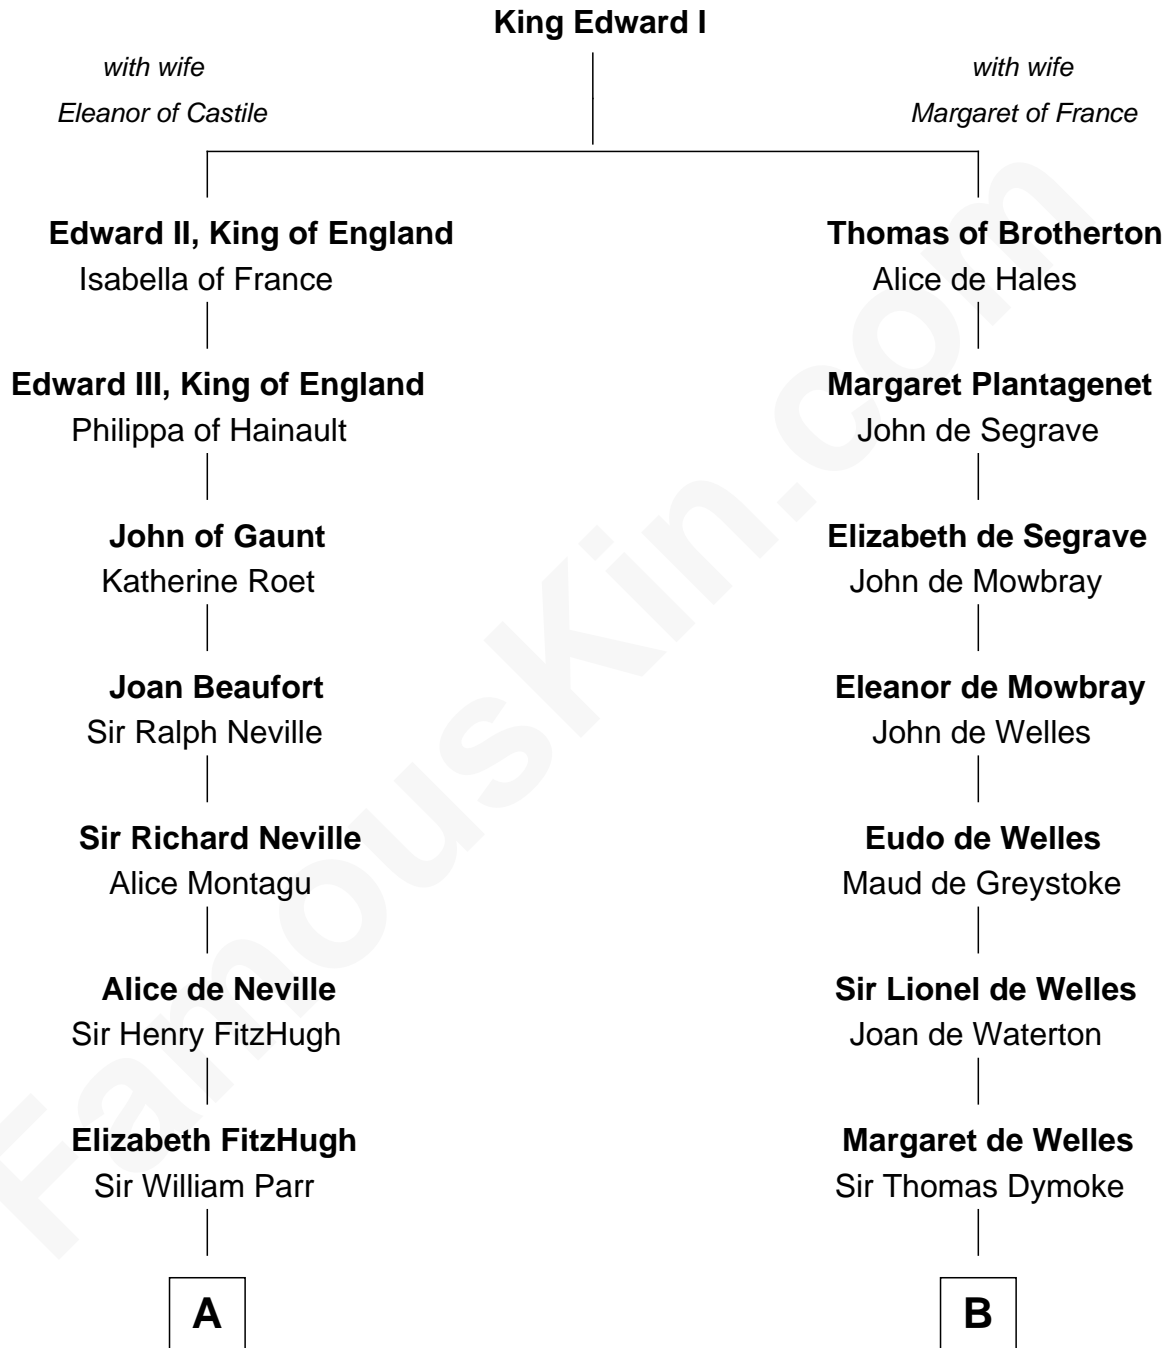 King Edward I
with wife
Eleanor of Castile
with wife
Margaret of France
Edward II, King of England
Isabella of France
Thomas of Brotherton
Alice de Hales
Edward III, King of England
Philippa of Hainault
Margaret Plantagenet
John de Segrave
John of Gaunt
Katherine Roet
Elizabeth de Segrave
John de Mowbray
Joan Beaufort
Sir Ralph Neville
Eleanor de Mowbray
John de Welles
Sir Richard Neville
Alice Montagu
Eudo de Welles
Maud de Greystoke
Alice de Neville
Sir Henry FitzHugh
Sir Lionel de Welles
Joan de Waterton
Elizabeth FitzHugh
Sir William Parr
Margaret de Welles
Sir Thomas Dymoke
A
B
FamousKin.com